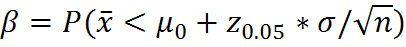 β = P(x̄ < μ₀ + z₀.₀₅ * σ/√n)